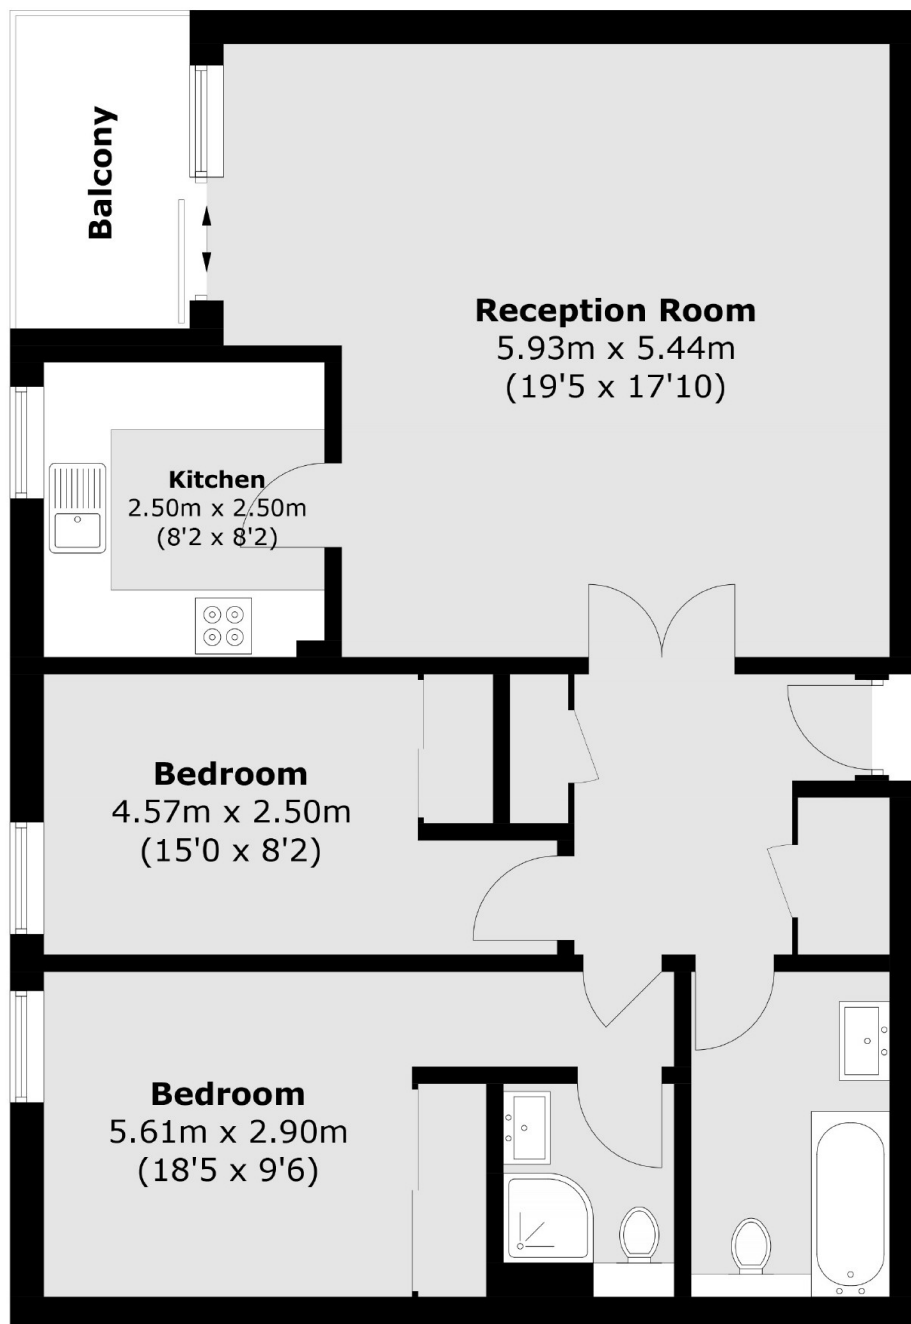 Balcony
Reception Room
5.93m x 5.44m
(19'5 x 17'10)
Kitchen
2.50m x 2.50m
(8'2 x 8'2)
Bedroom
4.57m x 2.50m
(15'0 x 8'2)
Bedroom
5.61m x 2.90m
(18'5 x 9'6)